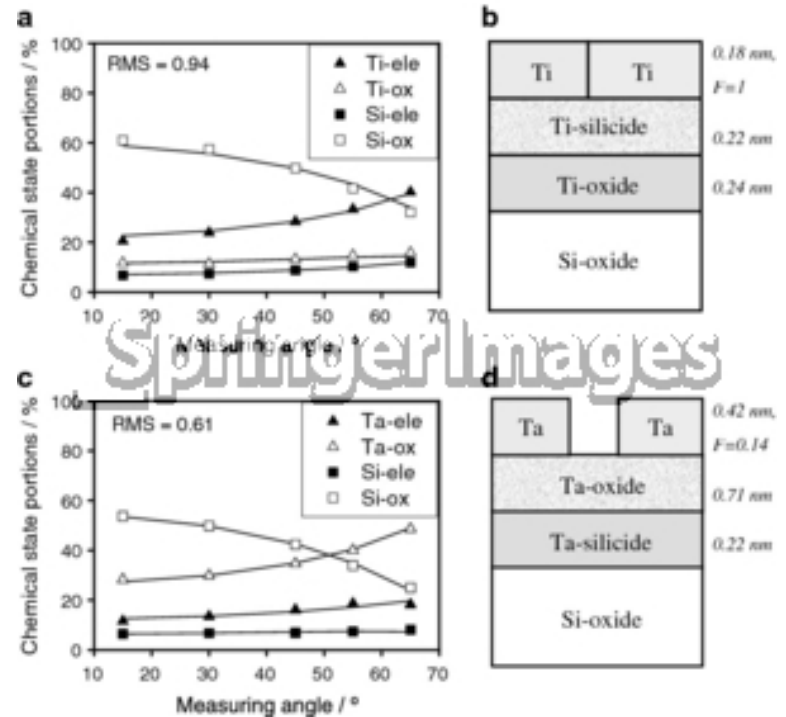 a
RMS = 0.94
Ti-ele
Ti-ox
Si-ele
Si-ox
100
80
60
40
20
0
10 20 30 40 50 60 70
Chemical state portions / %
Measuring angle / °
b
Ti Ti
Ti-silicide
Ti-oxide
Si-oxide
0.18 nm,
F=1
0.22 nm
0.24 nm
SpringerImages
c
RMS = 0.61
Ta-ele
Ta-ox
Si-ele
Si-ox
100
80
60
40
20
0
10 20 30 40 50 60 70
Chemical state portions / %
Measuring angle / °
d
Ta Ta
Ta-oxide
Ta-silicide
Si-oxide
0.42 nm,
F=0.14
0.71 nm
0.22 nm